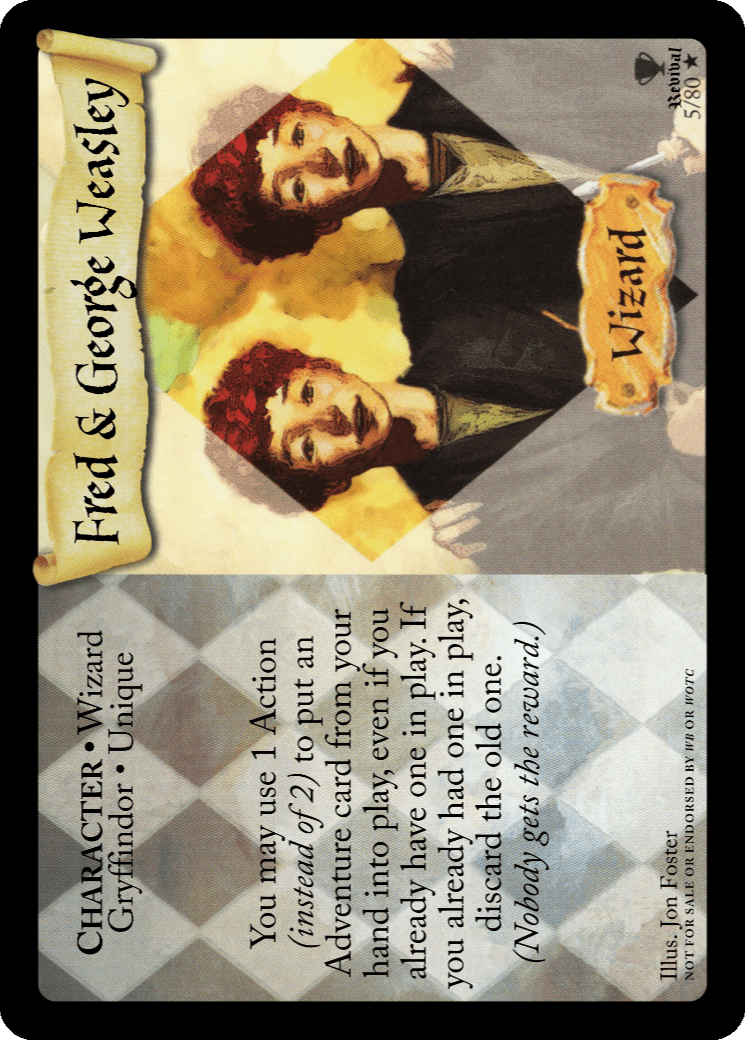 Fred & George Weasley
CHARACTER • Wizard
Gryffindor • Unique
You may use 1 Action
(instead of 2) to put an
Adventure card from your
hand into play, even if you
already have one in play. If
you already had one in play,
discard the old one.
(Nobody gets the reward.)
Illus. Jon Foster
NOT FOR SALE OR ENDORSED BY WB OR WOTC
Wizard
Revival
5/80 ★